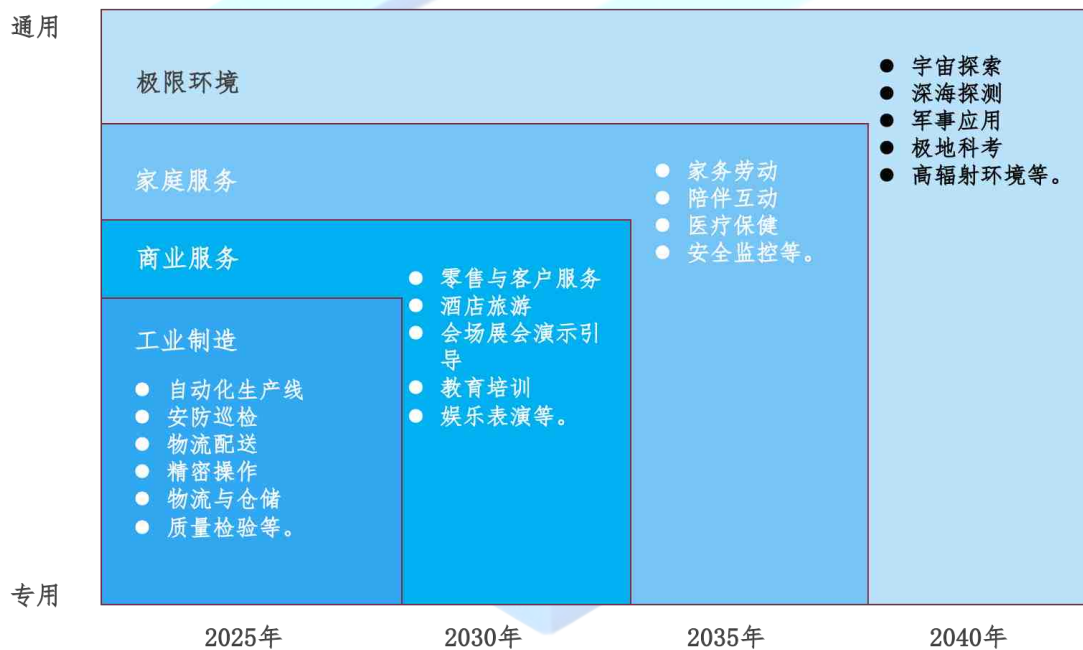 通用
极限环境
宇宙探索
深海探测
军事应用
极地科考
高辐射环境等。
家庭服务
家务劳动
陪伴互动
医疗保健
安全监控等。
商业服务
零售与客户服务
酒店旅游
会场展会演示引
导
教育培训
娱乐表演等。
工业制造
自动化生产线
安防巡检
物流配送
精密操作
物流与仓储
质量检验等。
专用
2025年
2030年
2035年
2040年